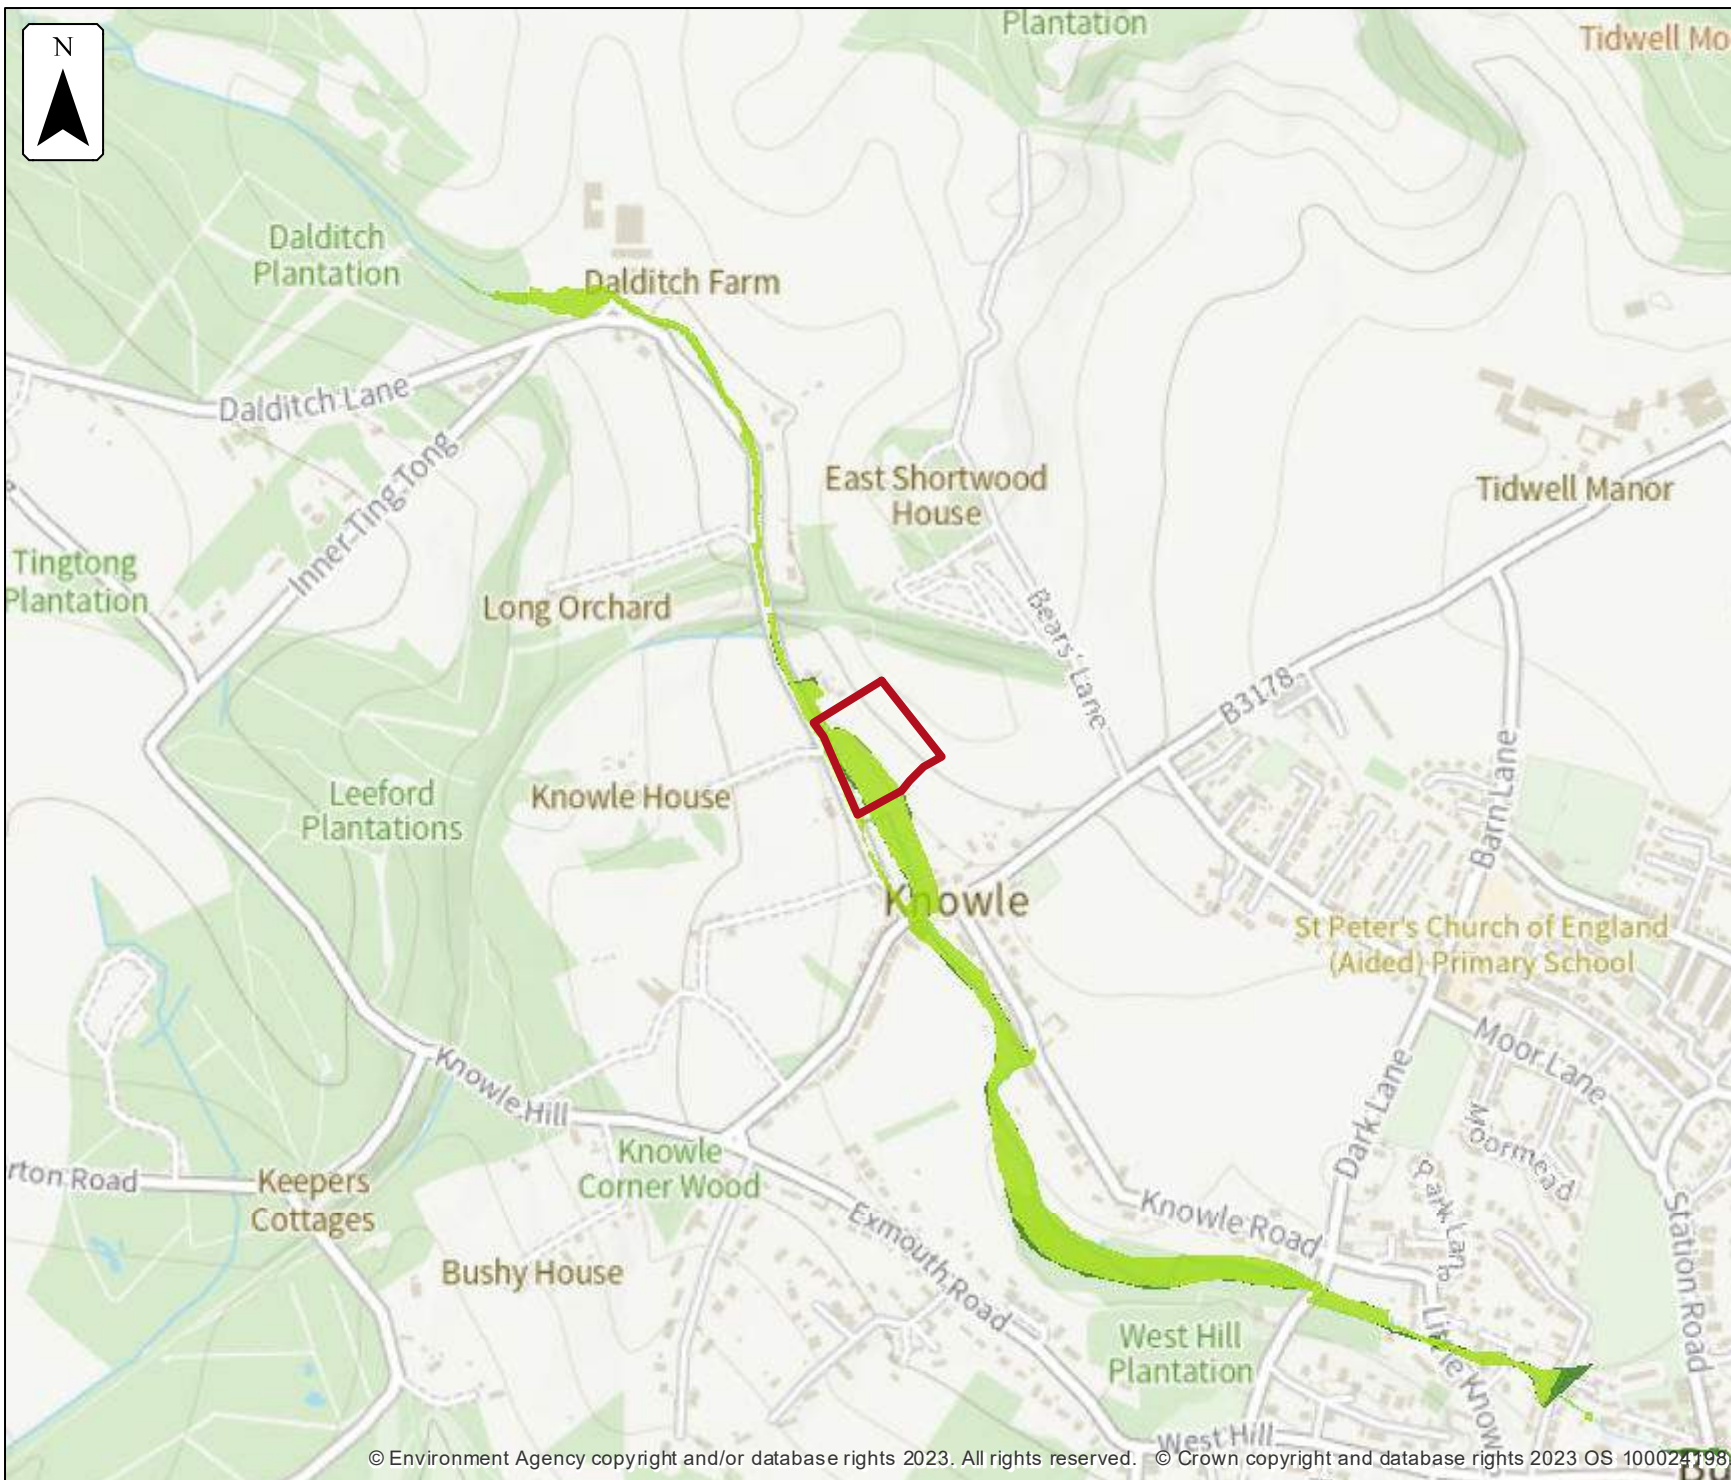 N
Plantation
Tidwell Mo
Dalditch
Plantation
Dalditch Farm
Dalditch Lane
Inner Ting Tong
East Shortwood
House
Tidwell Manor
Tingtong
Plantation
Long Orchard
Bears' Lane
B3178
Barn Lane
Leeford
Plantations
Knowle House
Knowle
St Peter's Church of England
(Aided) Primary School
Moor Lane
Knowle Hill
Dark Lane
Moormead
Knowle
Corner Wood
rton Road
Keepers
Cottages
Park Lane
Knowle Road
Station Road
Exmouth Road
Bushy House
West Hill
Plantation
Little Know
West Hill
© Environment Agency copyright and/or database rights 2023. All rights reserved. © Crown copyright and database rights 2023 OS 100024198